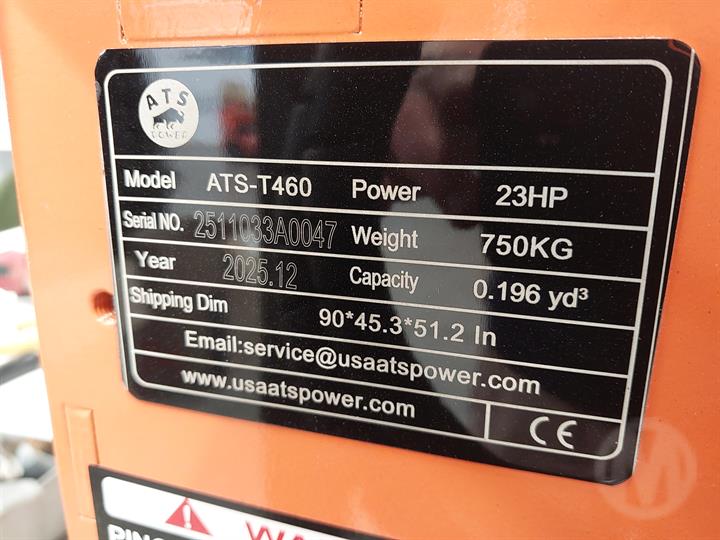 ATS
POWER
Model ATS-T460 Power 23HP
Serial NO. 2511033A0047 Weight 750KG
Year 2025.12 Capacity 0.196 yd³
Shipping Dim 90*45.3*51.2 In
Email:service@usaatspower.com
www.usaatspower.com CE
M